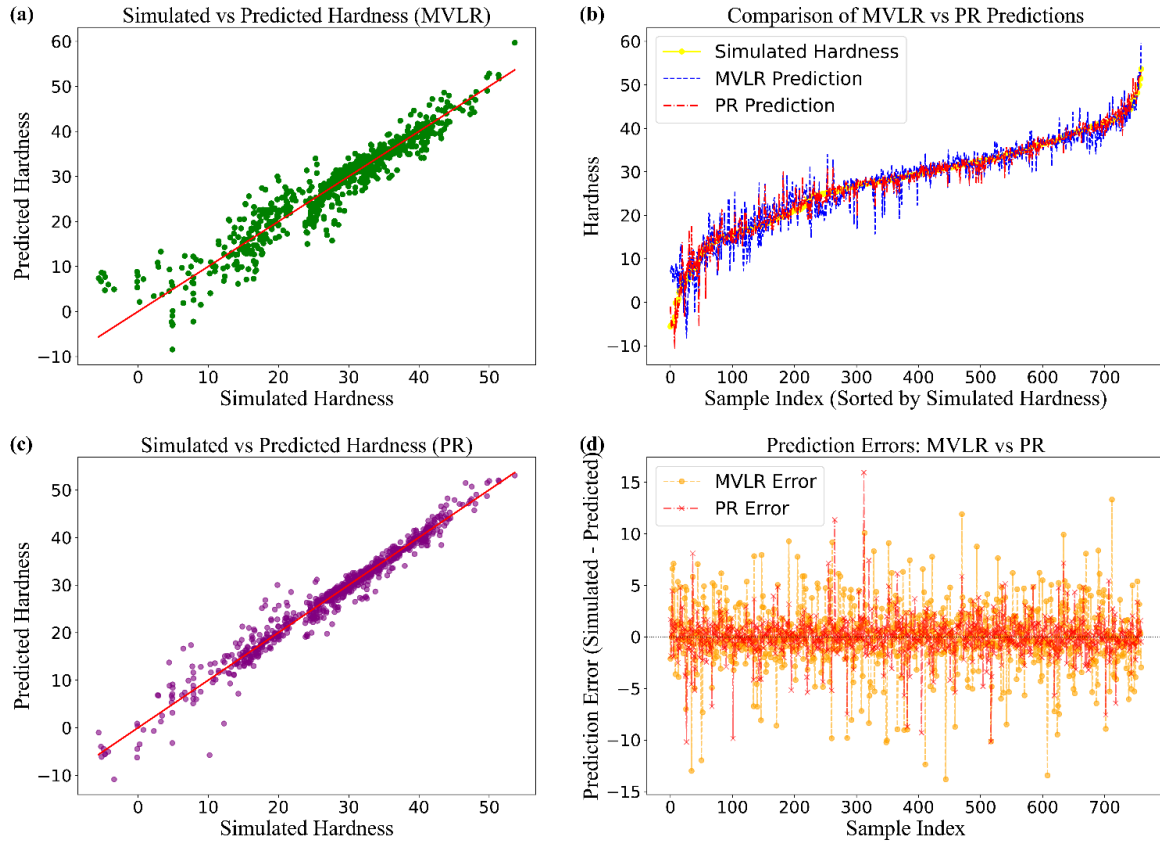 (a)
Simulated vs Predicted Hardness (MVLR)
60
50
40
30
20
10
0
−10
Predicted Hardness
0
10
20
30
40
50
Simulated Hardness
(b)
Comparison of MVLR vs PR Predictions
Simulated Hardness
MVLR Prediction
PR Prediction
60
50
40
30
20
10
0
−10
Hardness
0
100
200
300
400
500
600
700
Sample Index (Sorted by Simulated Hardness)
(c)
Simulated vs Predicted Hardness (PR)
50
40
30
20
10
0
−10
Predicted Hardness
0
10
20
30
40
50
Simulated Hardness
(d)
Prediction Errors: MVLR vs PR
MVLR Error
PR Error
15
10
5
0
−5
−10
−15
Prediction Error (Simulated - Predicted)
0
100
200
300
400
500
600
700
Sample Index